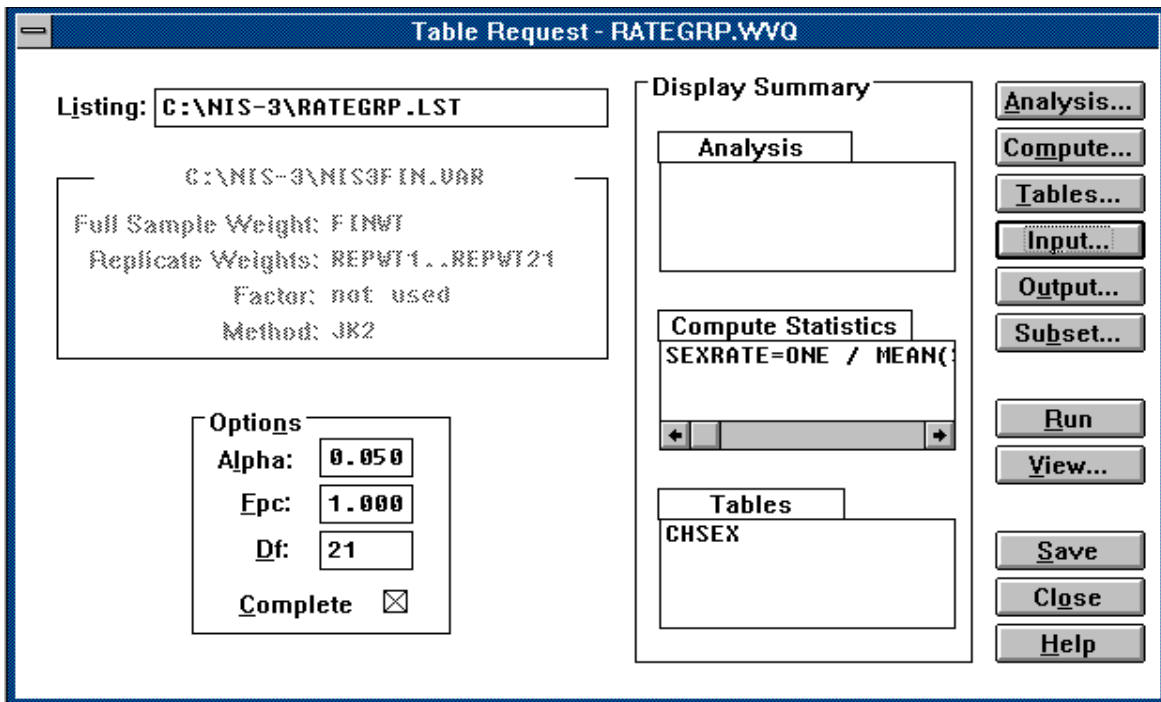 Table Request - RATEGRP.WVQ
Listing: C:\NIS-3\RATEGRP.LST
C:\NIS-3\NIS3FIN.VAR
Full Sample Weight: FINWT
Replicate Weights: REPWT1..REPWT21
Factor: not used
Method: JK2
Options
Alpha: 0.050
Fpc: 1.000
Df: 21
Complete
Display Summary
Analysis
Compute Statistics
SEXRATE=ONE / MEAN(
Tables
CHSEX
Analysis...
Compute...
Tables...
Input...
Output...
Subset...
Run
View...
Save
Close
Help